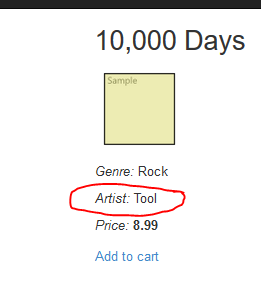 10,000 Days
Sample
Genre: Rock
Artist: Tool
Price: 8.99
Add to cart